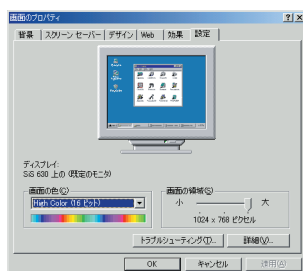 画面のプロパティ
背景 スクリーン セーバー デザイン Web 効果 設定
ディスプレイ:
SiS 630 上の (既定のモニタ)
画面の色(C)
High Color (16 ビット)
画面の領域(S)
小 大
1024 x 768 ピクセル
トラブルシューティング(T)... 詳細(V)...
OK キャンセル 適用(A)